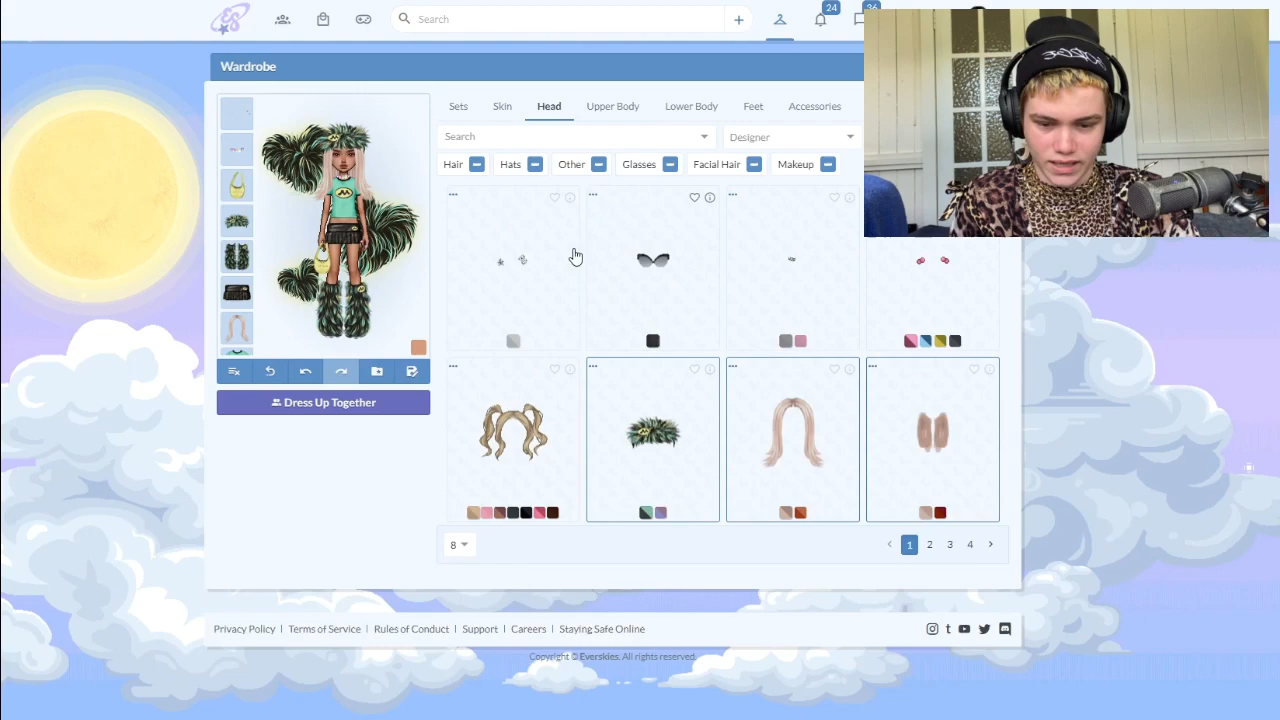 ES
Search
24
26
Wardrobe
Sets Skin Head Upper Body Lower Body Feet Accessories
Search
Designer
Hair Hats Other Glasses Facial Hair Makeup
Dress Up Together
8
1 2 3 4
Privacy Policy | Terms of Service | Rules of Conduct | Support | Careers | Staying Safe Online
Copyright © Everskies. All rights reserved.